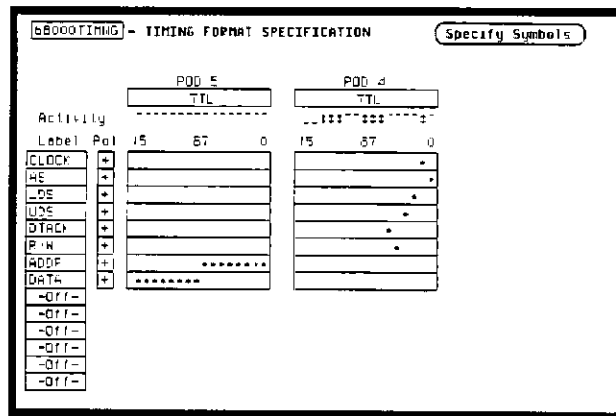 68000TIMNG - TIMING FORMAT SPECIFICATION Specify Symbols
POD 5 POD 4
TTL TTL
Activity
Label Pol 15 87 0 15 87 0
CLOCK +
AS +
LDS +
UDS +
DTACK +
R/W +
ADDR +
DATA +
-Off-
-Off-
-Off-
-Off-
-Off-
-Off-